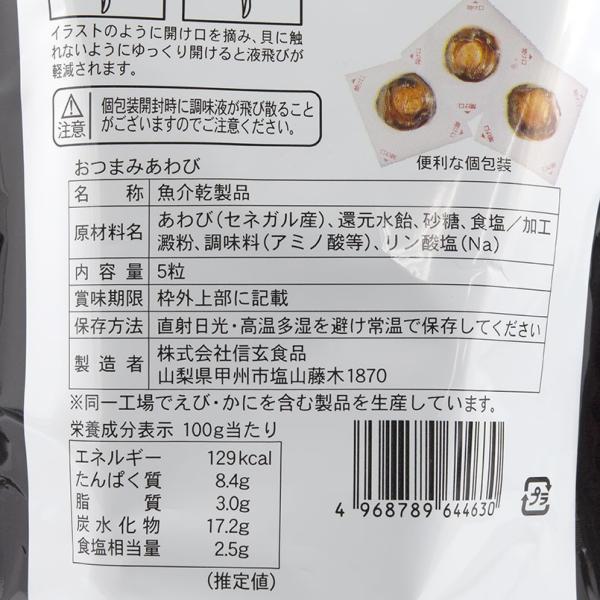 イラストのように開け口を摘み、貝に触
れないようにゆっくり開けると液飛びが
軽減されます。
注意
個包装開封時に調味液が飛び散ること
がございますのでご注意ください。
便利な個包装
おつまみあわび
名称 魚介乾製品
原材料名 あわび(セネガル産)、還元水飴、砂糖、食塩/加工
澱粉、調味料(アミノ酸等)、リン酸塩(Na)
内容量 5粒
賞味期限 枠外上部に記載
保存方法 直射日光・高温多湿を避け常温で保存してください
製造者 株式会社信玄食品
山梨県甲州市塩山藤木1870
※同一工場でえび・かにを含む製品を生産しています。
栄養成分表示 100g当たり
エネルギー 129kcal
たんぱく質 8.4g
脂質 3.0g
炭水化物 17.2g
食塩相当量 2.5g
(推定値)
4 968789 644630
プラ